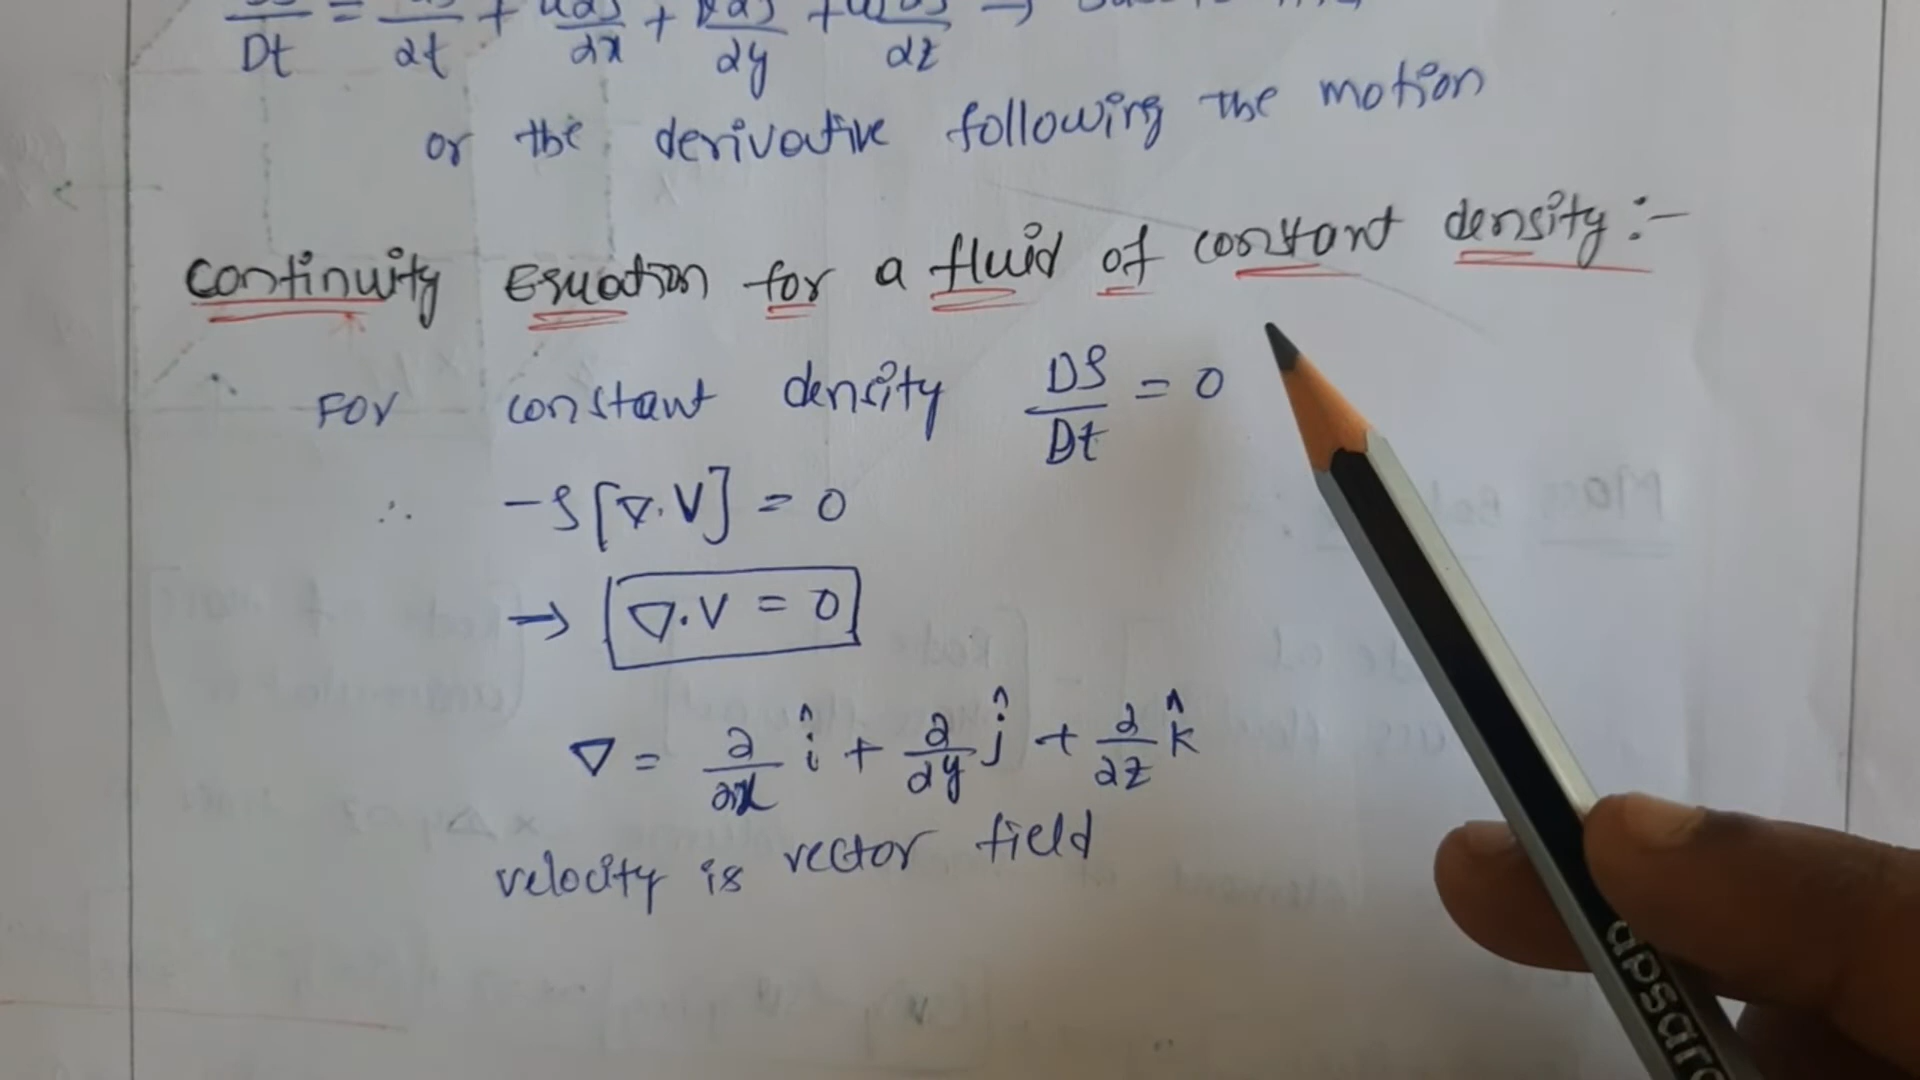 Dt = ∂t + ∂x + ∂y + ∂z →
or the derivative following the motion
Continuity Equation for a fluid of constant density :-
For constant density Dρ/Dt = 0
∴ -ρ[∇.V] = 0
→ ∇.V = 0
∇ = ∂/∂x î + ∂/∂y ĵ + ∂/∂z k̂
velocity is vector field
apsara